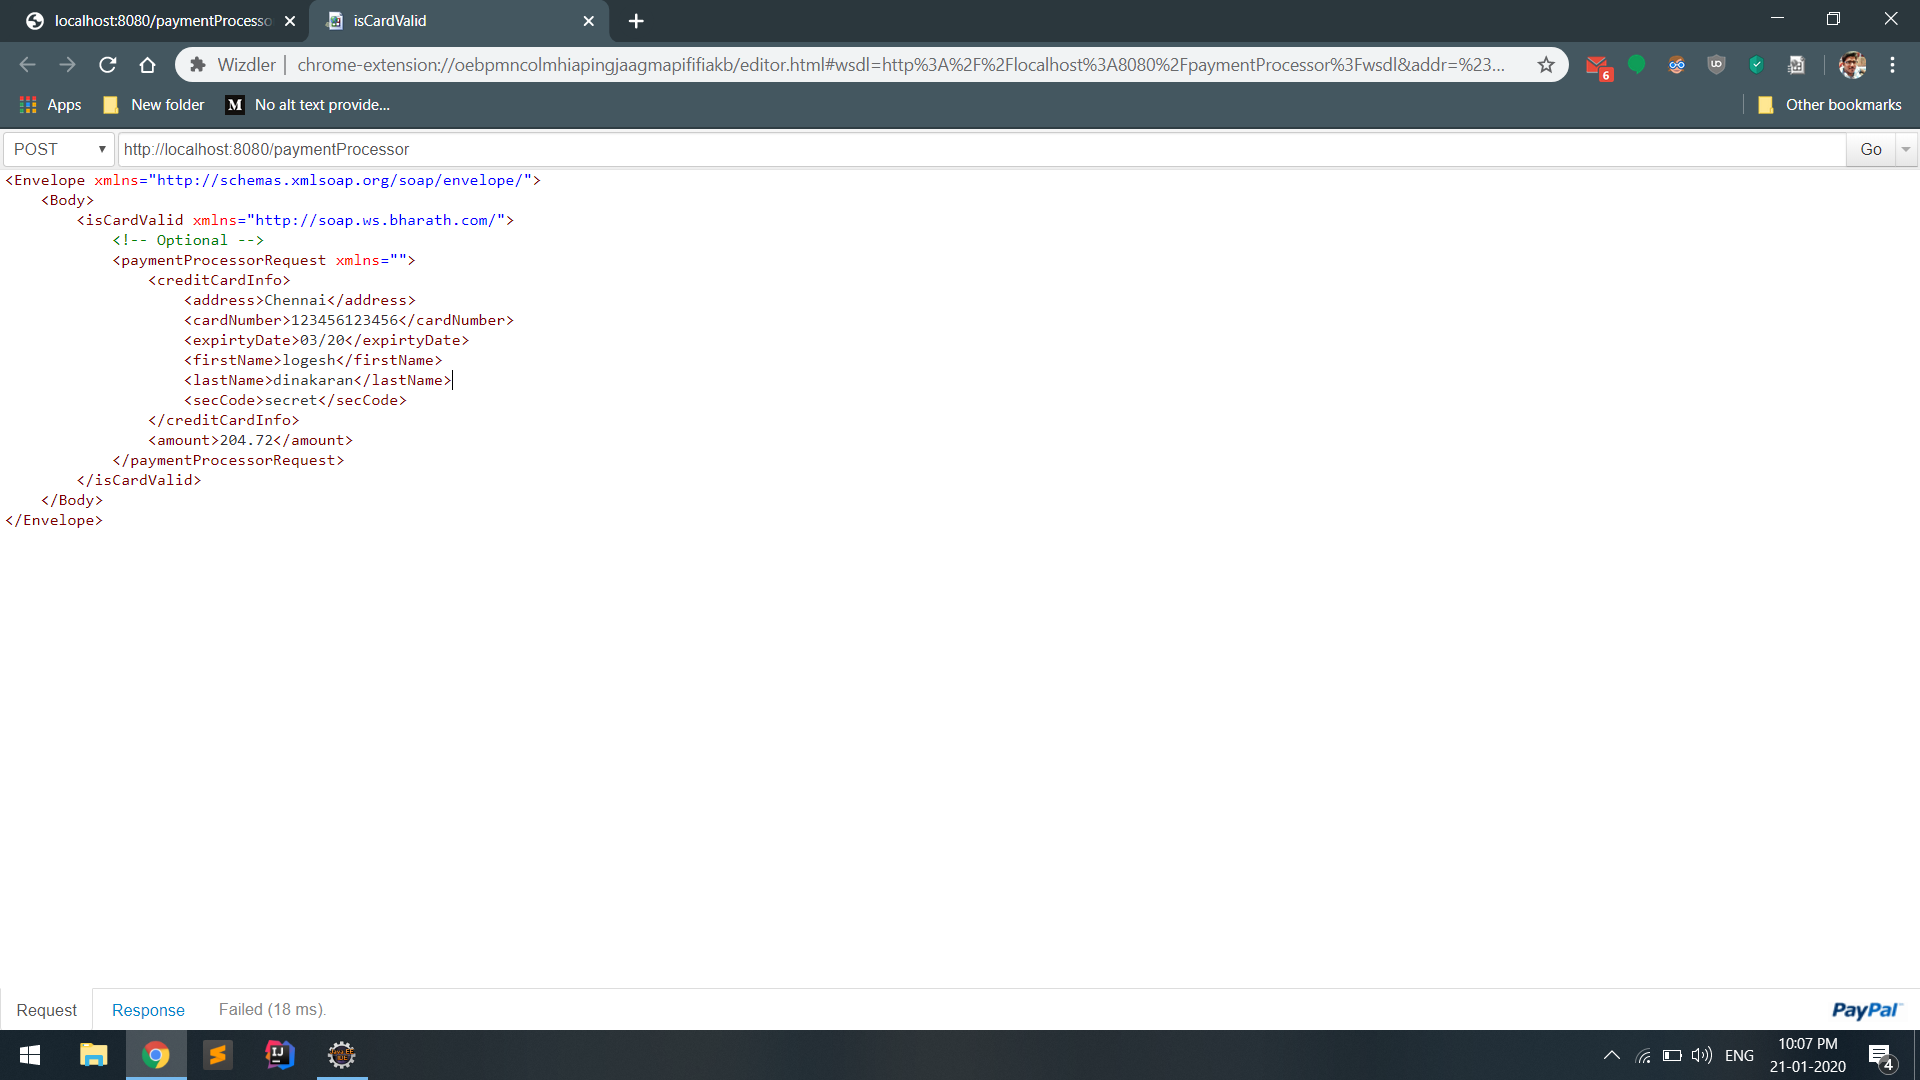 localhost:8080/paymentProcesso
isCardValid
Wizdler | chrome-extension://oebpmncolmhiapingjaagmapififiakb/editor.html#wsdl=http%3A%2F%2Flocalhost%3A8080%2FpaymentProcessor%3Fwsdl&addr=%23...
6
UD
Apps
New folder
M No alt text provide...
Other bookmarks
POST http://localhost:8080/paymentProcessor Go
<Envelope xmlns="http://schemas.xmlsoap.org/soap/envelope/">
<Body>
<isCardValid xmlns="http://soap.ws.bharath.com/">
<!-- Optional -->
<paymentProcessorRequest xmlns="">
<creditCardInfo>
<address>Chennai</address>
<cardNumber>123456123456</cardNumber>
<expirtyDate>03/20</expirtyDate>
<firstName>logesh</firstName>
<lastName>dinakaran</lastName>
<secCode>secret</secCode>
</creditCardInfo>
<amount>204.72</amount>
</paymentProcessorRequest>
</isCardValid>
</Body>
</Envelope>
Request Response Failed (18 ms).
PayPal
IJ
ENG
10:07 PM
21-01-2020
4